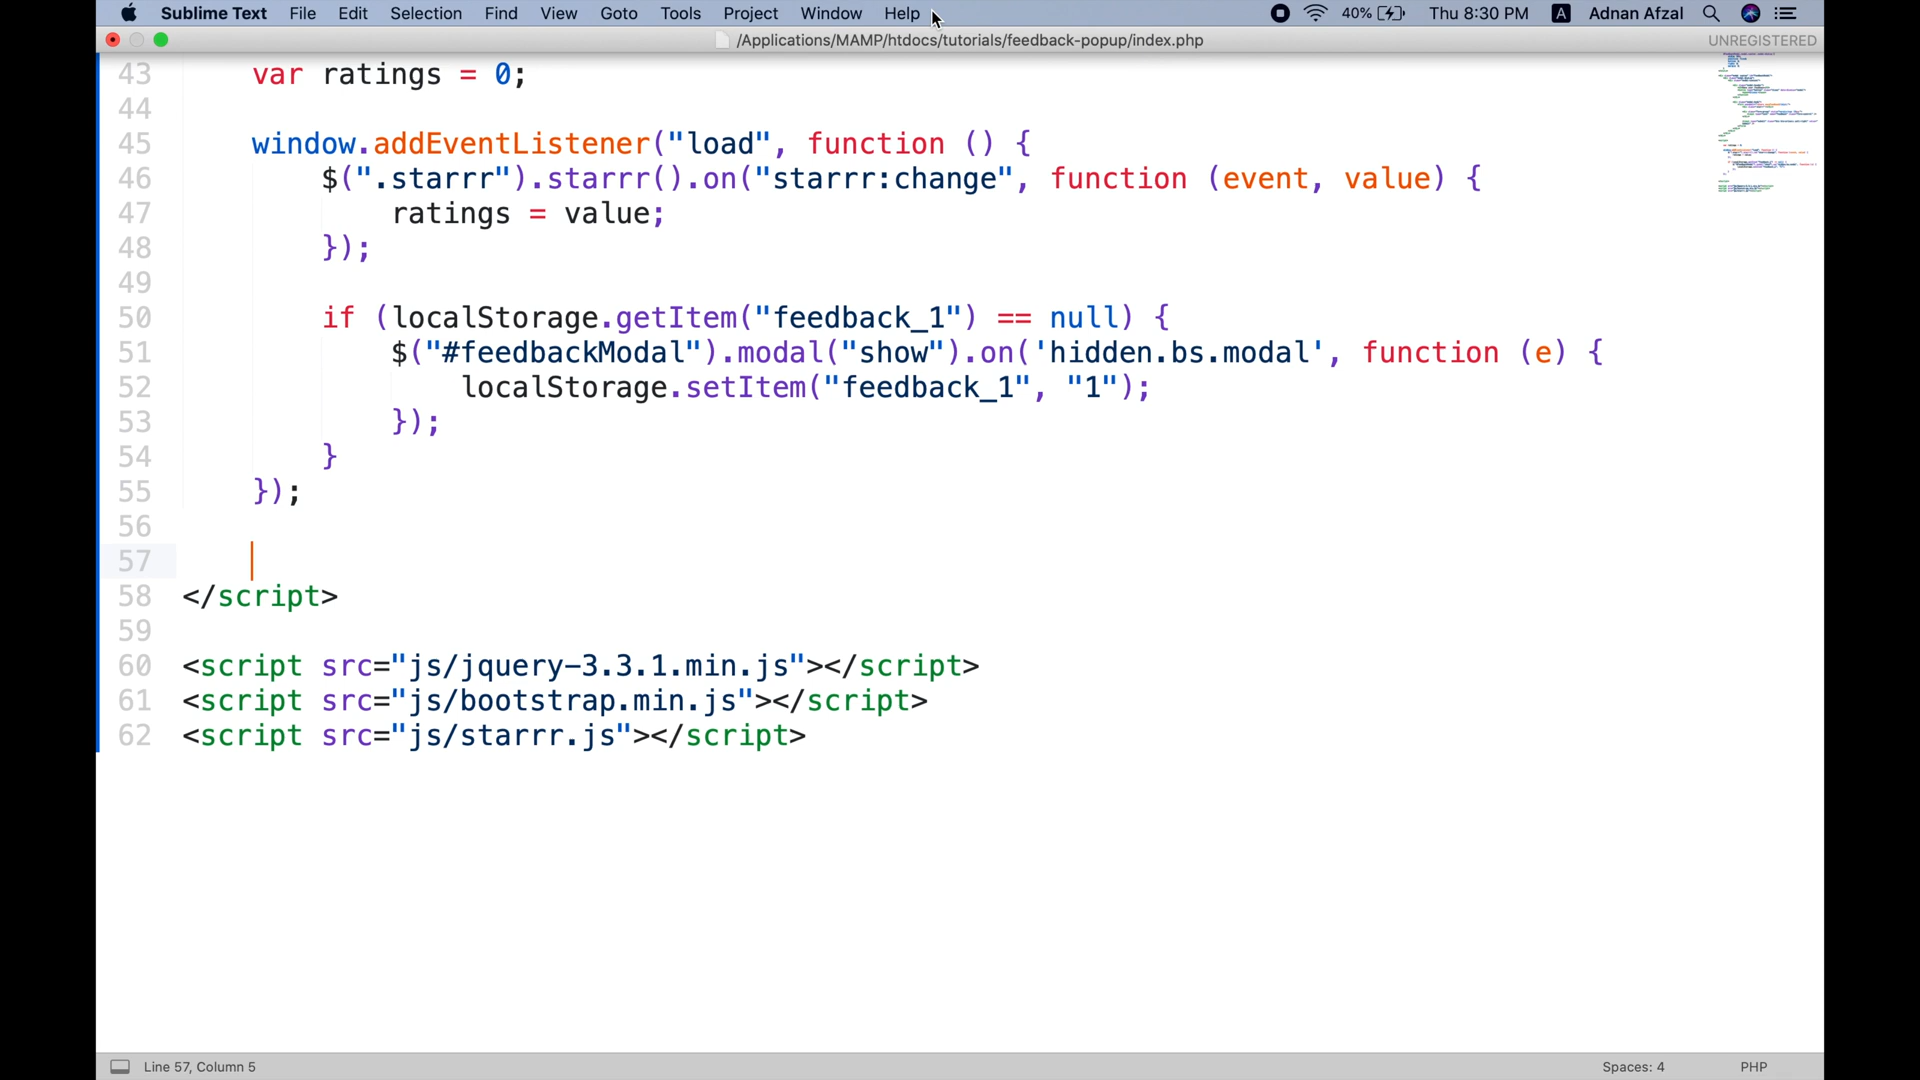 Sublime Text File Edit Selection Find View Goto Tools Project Window Help 40% Thu 8:30 PM A Adnan Afzal
/Applications/MAMP/htdocs/tutorials/feedback-popup/index.php UNREGISTERED
43 var ratings = 0;
44
45 window.addEventListener("load", function () {
46 $(".starrr").starrr().on("starrr:change", function (event, value) {
47 ratings = value;
48 });
49
50 if (localStorage.getItem("feedback_1") == null) {
51 $("#feedbackModal").modal("show").on('hidden.bs.modal', function (e) {
52 localStorage.setItem("feedback_1", "1");
53 });
54 }
55 });
56
57
58 </script>
59
60 <script src="js/jquery-3.3.1.min.js"></script>
61 <script src="js/bootstrap.min.js"></script>
62 <script src="js/starrr.js"></script>
Line 57, Column 5 Spaces: 4 PHP